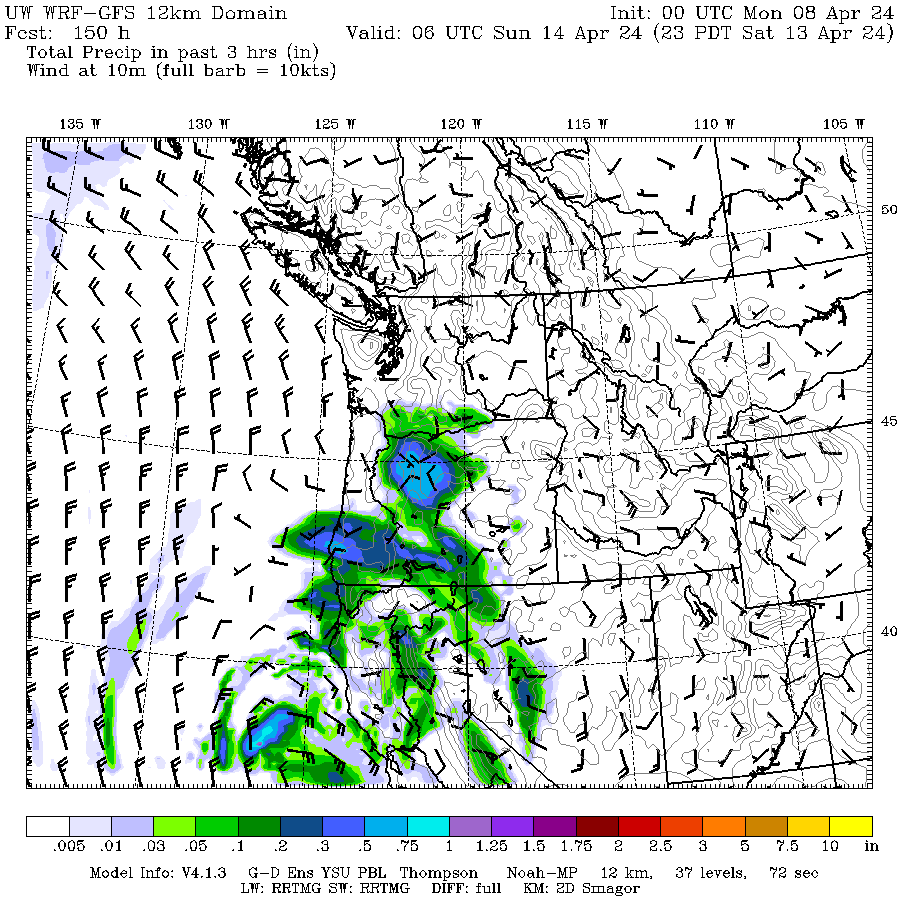 UW WRF-GFS 12km Domain Init: 00 UTC Mon 08 Apr 24
Fcst: 150 h Valid: 06 UTC Sun 14 Apr 24 (23 PDT Sat 13 Apr 24)
Total Precip in past 3 hrs (in)
Wind at 10m (full barb = 10kts)
135 W 130 W 125 W 120 W 115 W 110 W 105 W
50
45
40
.005 .01 .03 .05 .1 .2 .3 .5 .75 1 1.25 1.5 1.75 2 2.5 3 5 7.5 10 in
Model Info: V4.1.3 G-D Ens YSU PBL Thompson Noah-MP 12 km, 37 levels, 72 sec
LW: RRTMG SW: RRTMG DIFF: full KM: 2D Smagor